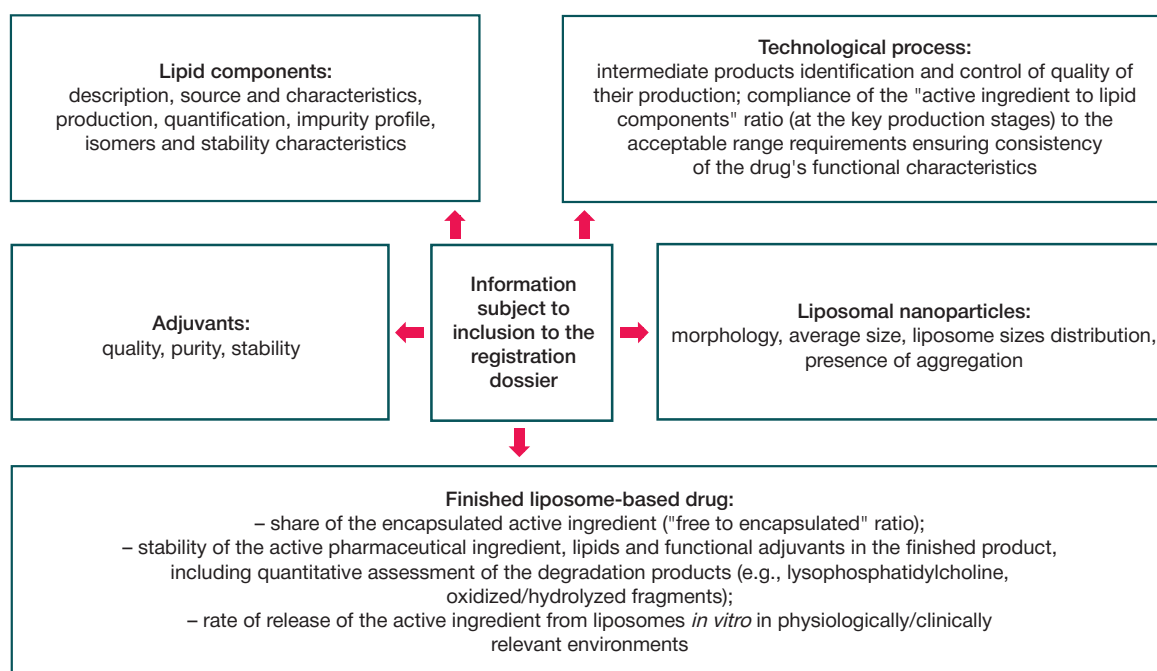 Lipid components:
description, source and characteristics,
production, quantification, impurity profile,
isomers and stability characteristics
Technological process:
intermediate products identification and control of quality of
their production; compliance of the "active ingredient to lipid
components" ratio (at the key production stages) to the
acceptable range requirements ensuring consistency
of the drug's functional characteristics
Adjuvants:
quality, purity, stability
Information
subject to
inclusion to the
registration
dossier
Liposomal nanoparticles:
morphology, average size, liposome sizes distribution,
presence of aggregation
Finished liposome-based drug:
– share of the encapsulated active ingredient ("free to encapsulated" ratio);
– stability of the active pharmaceutical ingredient, lipids and functional adjuvants in the finished product,
including quantitative assessment of the degradation products (e.g., lysophosphatidylcholine,
oxidized/hydrolyzed fragments);
– rate of release of the active ingredient from liposomes in vitro in physiologically/clinically
relevant environments